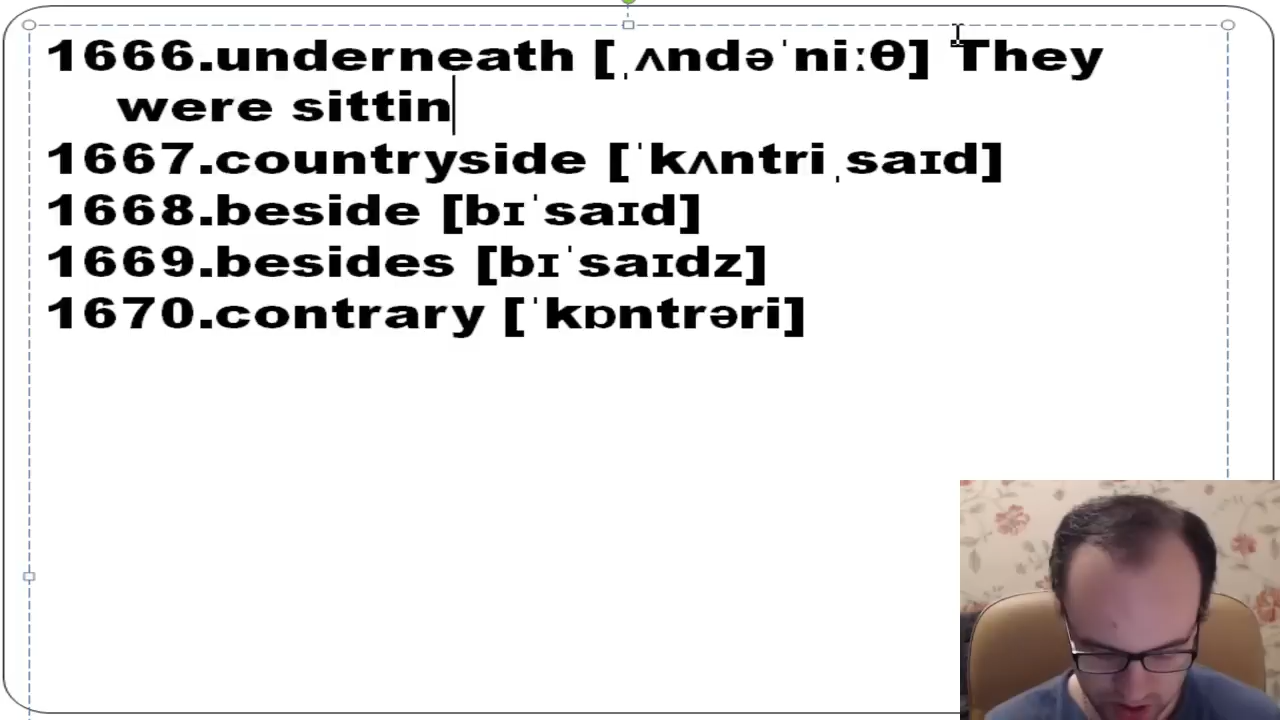 1666.underneath [ˌʌndəˈniːθ] They
were sittin
1667.countryside [ˈkʌntriˌsaɪd]
1668.beside [bɪˈsaɪd]
1669.besides [bɪˈsaɪdz]
1670.contrary [ˈkɒntrəri]